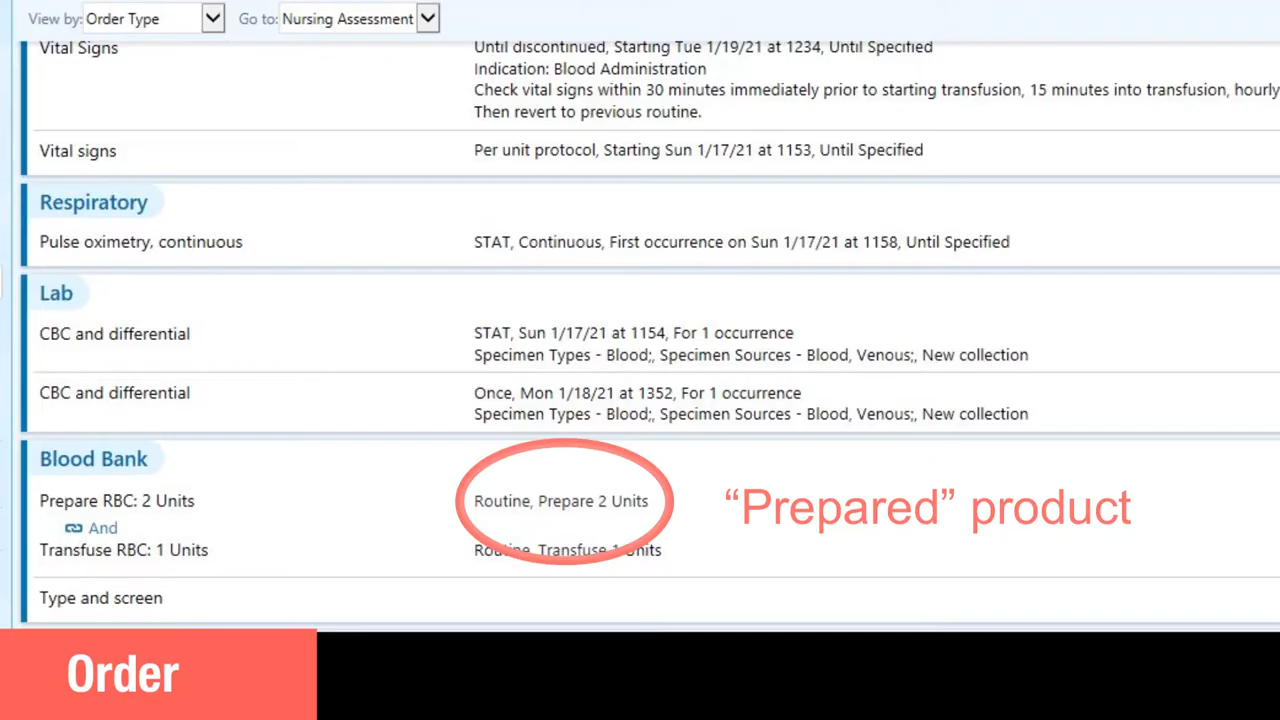 View by: Order Type Go to: Nursing Assessment
Vital Signs Until discontinued, Starting Tue 1/19/21 at 1234, Until Specified
Indication: Blood Administration
Check vital signs within 30 minutes immediately prior to starting transfusion, 15 minutes into transfusion, hourly
Then revert to previous routine.
Vital signs Per unit protocol, Starting Sun 1/17/21 at 1153, Until Specified
Respiratory
Pulse oximetry, continuous STAT, Continuous, First occurrence on Sun 1/17/21 at 1158, Until Specified
Lab
CBC and differential STAT, Sun 1/17/21 at 1154, For 1 occurrence
Specimen Types - Blood;, Specimen Sources - Blood, Venous;, New collection
CBC and differential Once, Mon 1/18/21 at 1352, For 1 occurrence
Specimen Types - Blood;, Specimen Sources - Blood, Venous;, New collection
Blood Bank
Prepare RBC: 2 Units Routine, Prepare 2 Units “Prepared” product
And
Transfuse RBC: 1 Units Routine, Transfuse 1 Units
Type and screen
Order